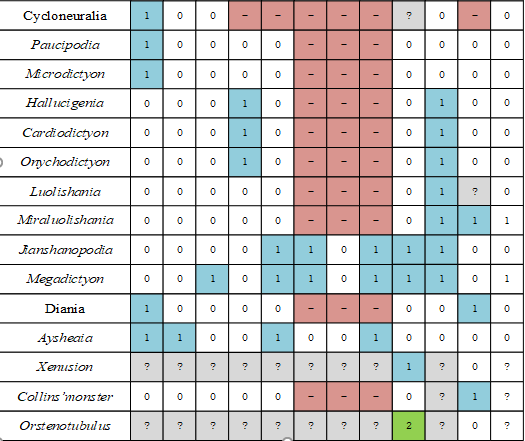 Cycloneuralia 1 0 0 – – – – – ? 0 – 0
Paucipodia 1 0 0 0 0 – – – 0 0 0 0
Microdictyon 1 0 0 0 0 – – – 0 0 0 0
Hallucigenia 0 0 0 1 0 – – – 0 1 0 0
Cardiodictyon 0 0 0 1 0 – – – 0 1 0 0
Onychodictyon 0 0 0 1 0 – – – 0 1 0 0
Luolishania 0 0 0 0 0 – – – 0 1 ? 0
Miraluolishania 0 0 0 0 0 – – – 0 1 1 1
Jianshanopodia 0 0 0 0 1 1 0 1 1 1 0 0
Megadictyon 0 0 1 0 1 1 0 1 1 1 0 1
Diania 1 0 0 0 0 – – – 0 0 1 0
Aysheaia 1 1 0 0 1 0 0 1 0 0 0 0
Xenusion ? ? ? ? ? ? ? ? 1 ? 0 ?
Collins'monster 0 0 0 0 0 – – – 0 ? 1 ?
Orstenotubulus ? ? ? ? ? ? ? ? 2 ? 0 ?